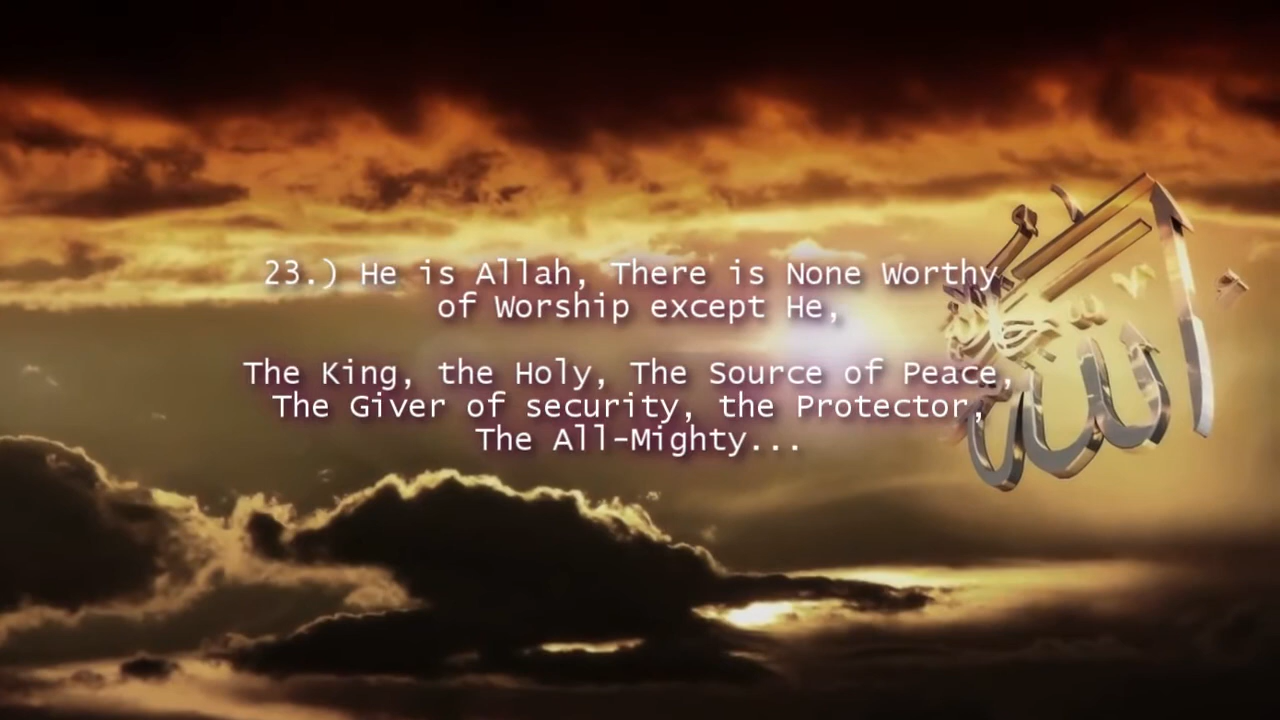 23.) He is Allah, There is None Worthy
of Worship except He,
The King, the Holy, The Source of Peace,
The Giver of security, the Protector,
The All-Mighty...
الله